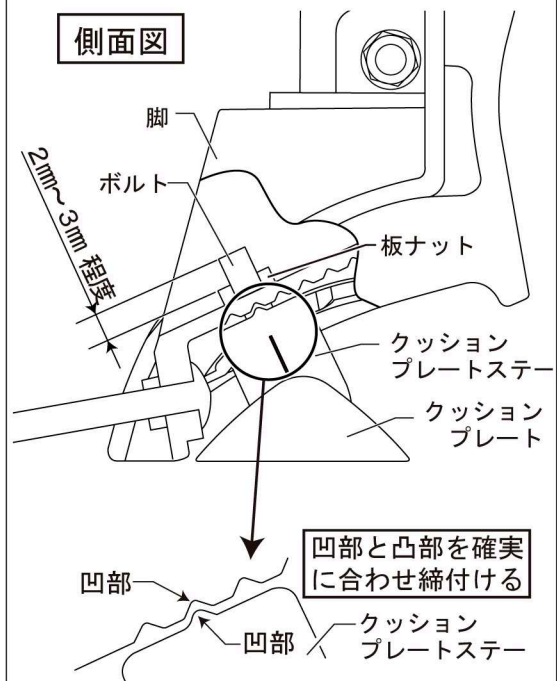 側面図
脚
ボルト
2mm~3mm 程度
板ナット
クッション
プレートステー
クッション
プレート
凹部と凸部を確実
に合わせ締付ける
凹部
凹部
クッション
プレートステー